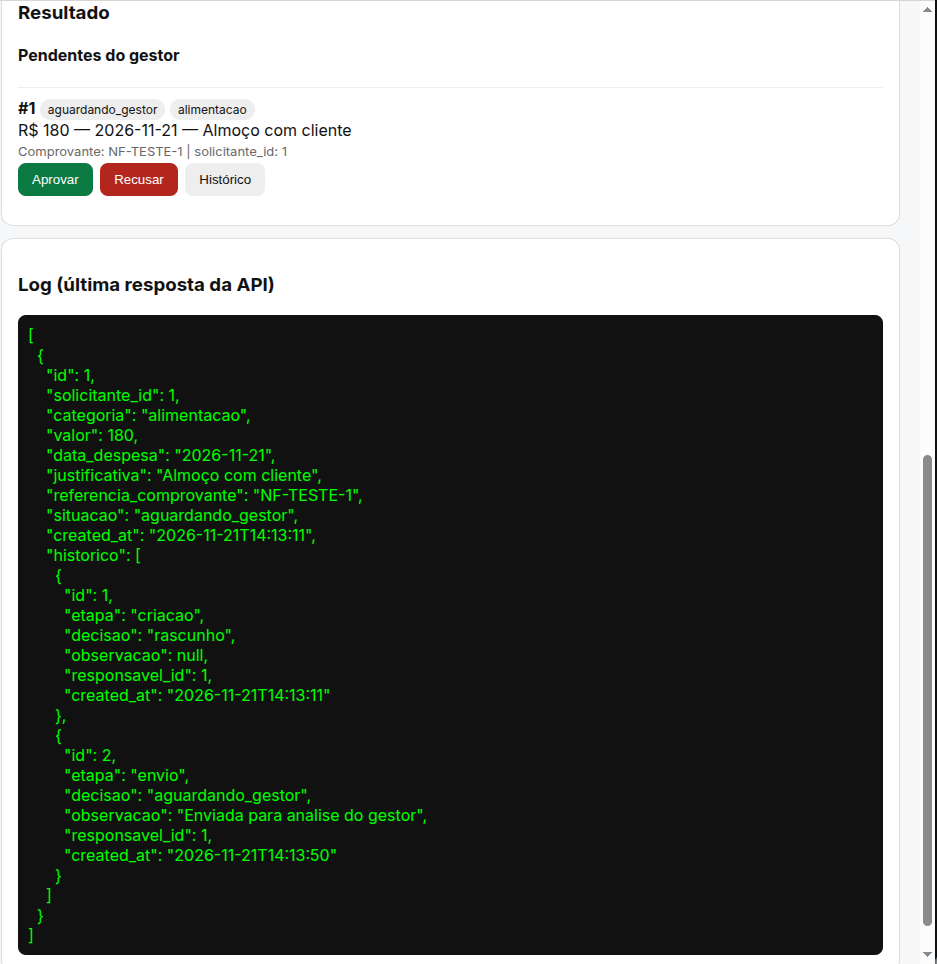 Resultado
Pendentes do gestor
#1 aguardando_gestor alimentacao
R$ 180 — 2026-11-21 — Almoço com cliente
Comprovante: NF-TESTE-1 | solicitante_id: 1
Aprovar Recusar Histórico
Log (última resposta da API)
[
{
"id": 1,
"solicitante_id": 1,
"categoria": "alimentacao",
"valor": 180,
"data_despesa": "2026-11-21",
"justificativa": "Almoço com cliente",
"referencia_comprovante": "NF-TESTE-1",
"situacao": "aguardando_gestor",
"created_at": "2026-11-21T14:13:11",
"historico": [
{
"id": 1,
"etapa": "criacao",
"decisao": "rascunho",
"observacao": null,
"responsavel_id": 1,
"created_at": "2026-11-21T14:13:11"
},
{
"id": 2,
"etapa": "envio",
"decisao": "aguardando_gestor",
"observacao": "Enviada para analise do gestor",
"responsavel_id": 1,
"created_at": "2026-11-21T14:13:50"
}
]
}
]